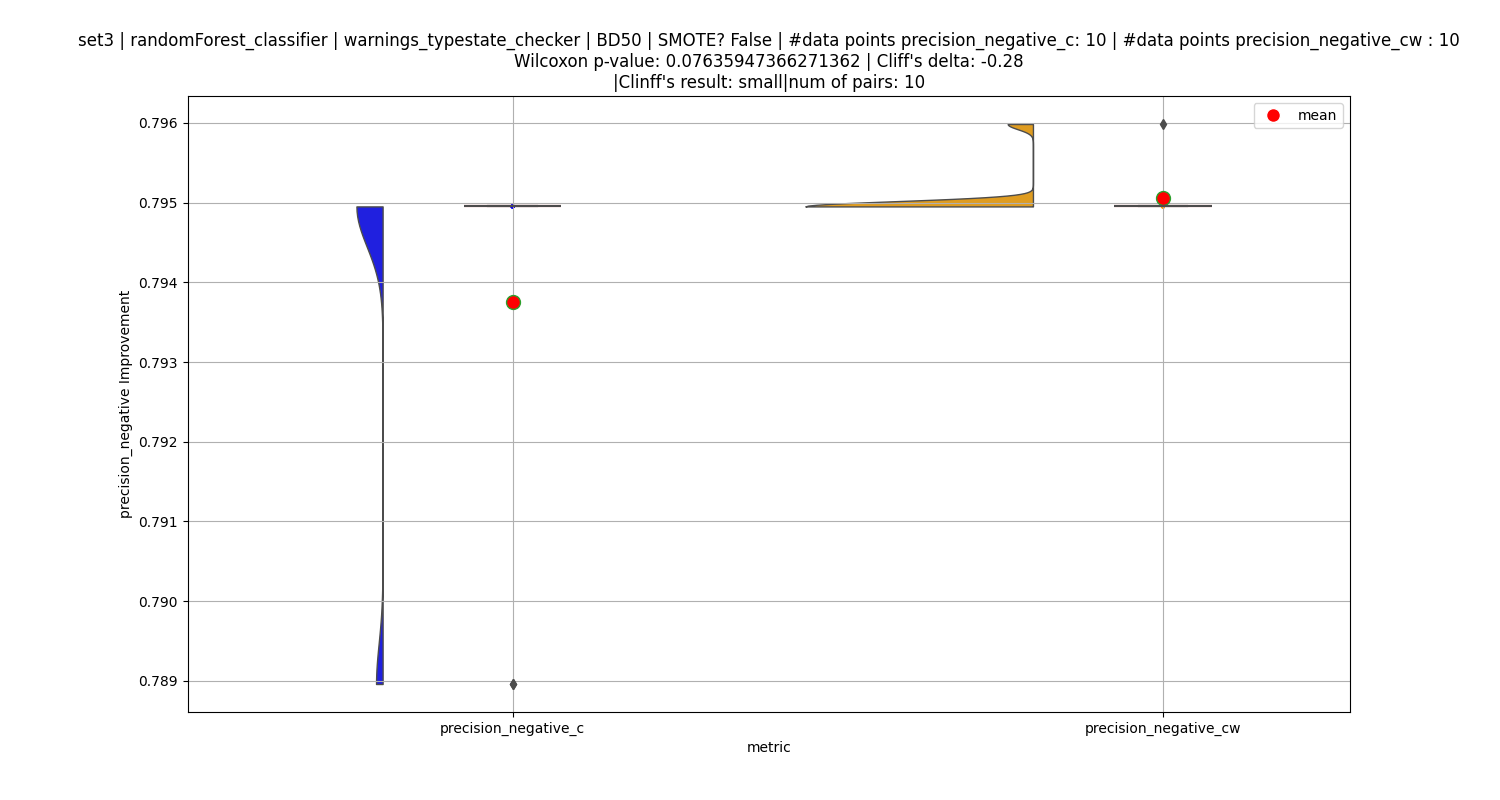 set3 | randomForest_classifier | warnings_typestate_checker | BD50 | SMOTE? False | #data points precision_negative_c: 10 | #data points precision_negative_cw : 10
Wilcoxon p-value: 0.07635947366271362 | Cliff's delta: -0.28
|Clinff's result: small|num of pairs: 10
mean
0.796
0.795
0.794
0.793
0.792
0.791
0.790
0.789
precision_negative Improvement
precision_negative_c
precision_negative_cw
metric